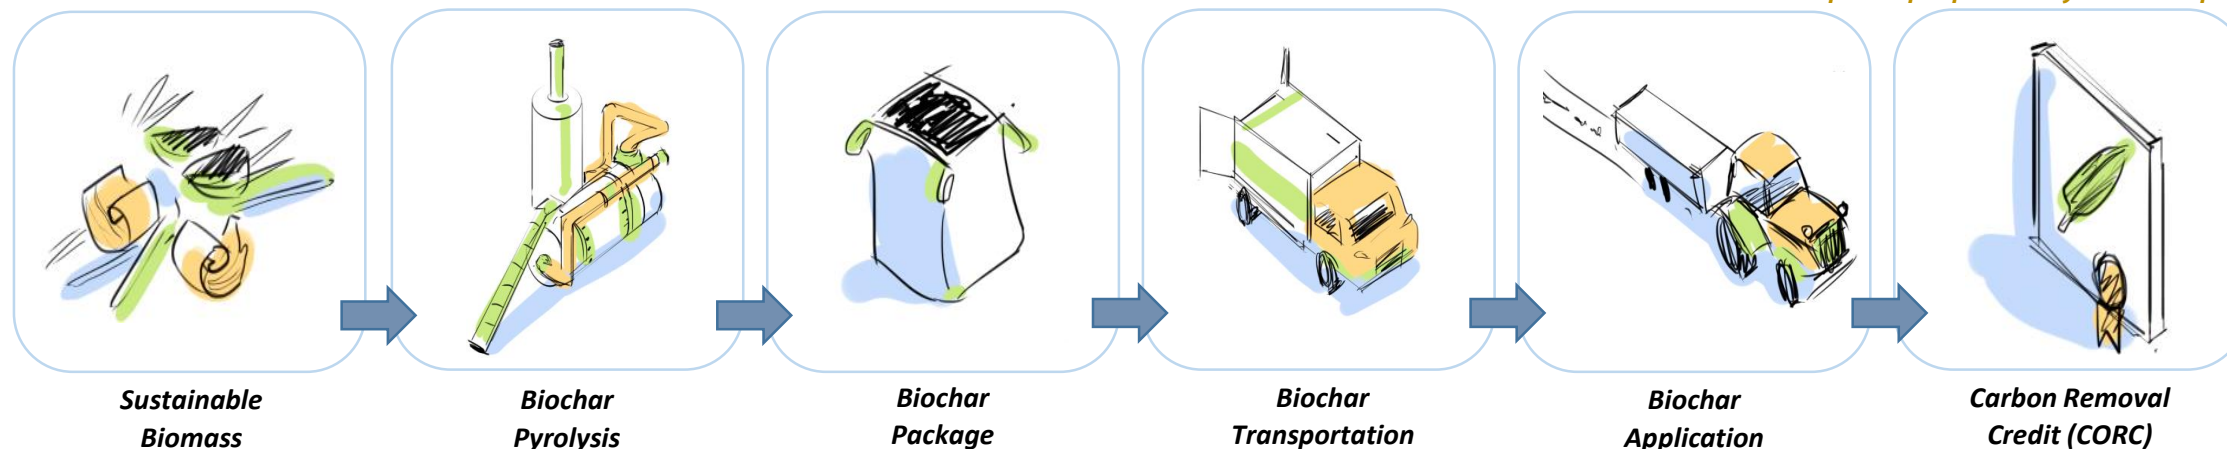 Sustainable
Biomass
Biochar
Pyrolysis
Biochar
Package
Biochar
Transportation
Biochar
Application
Carbon Removal
Credit (CORC)